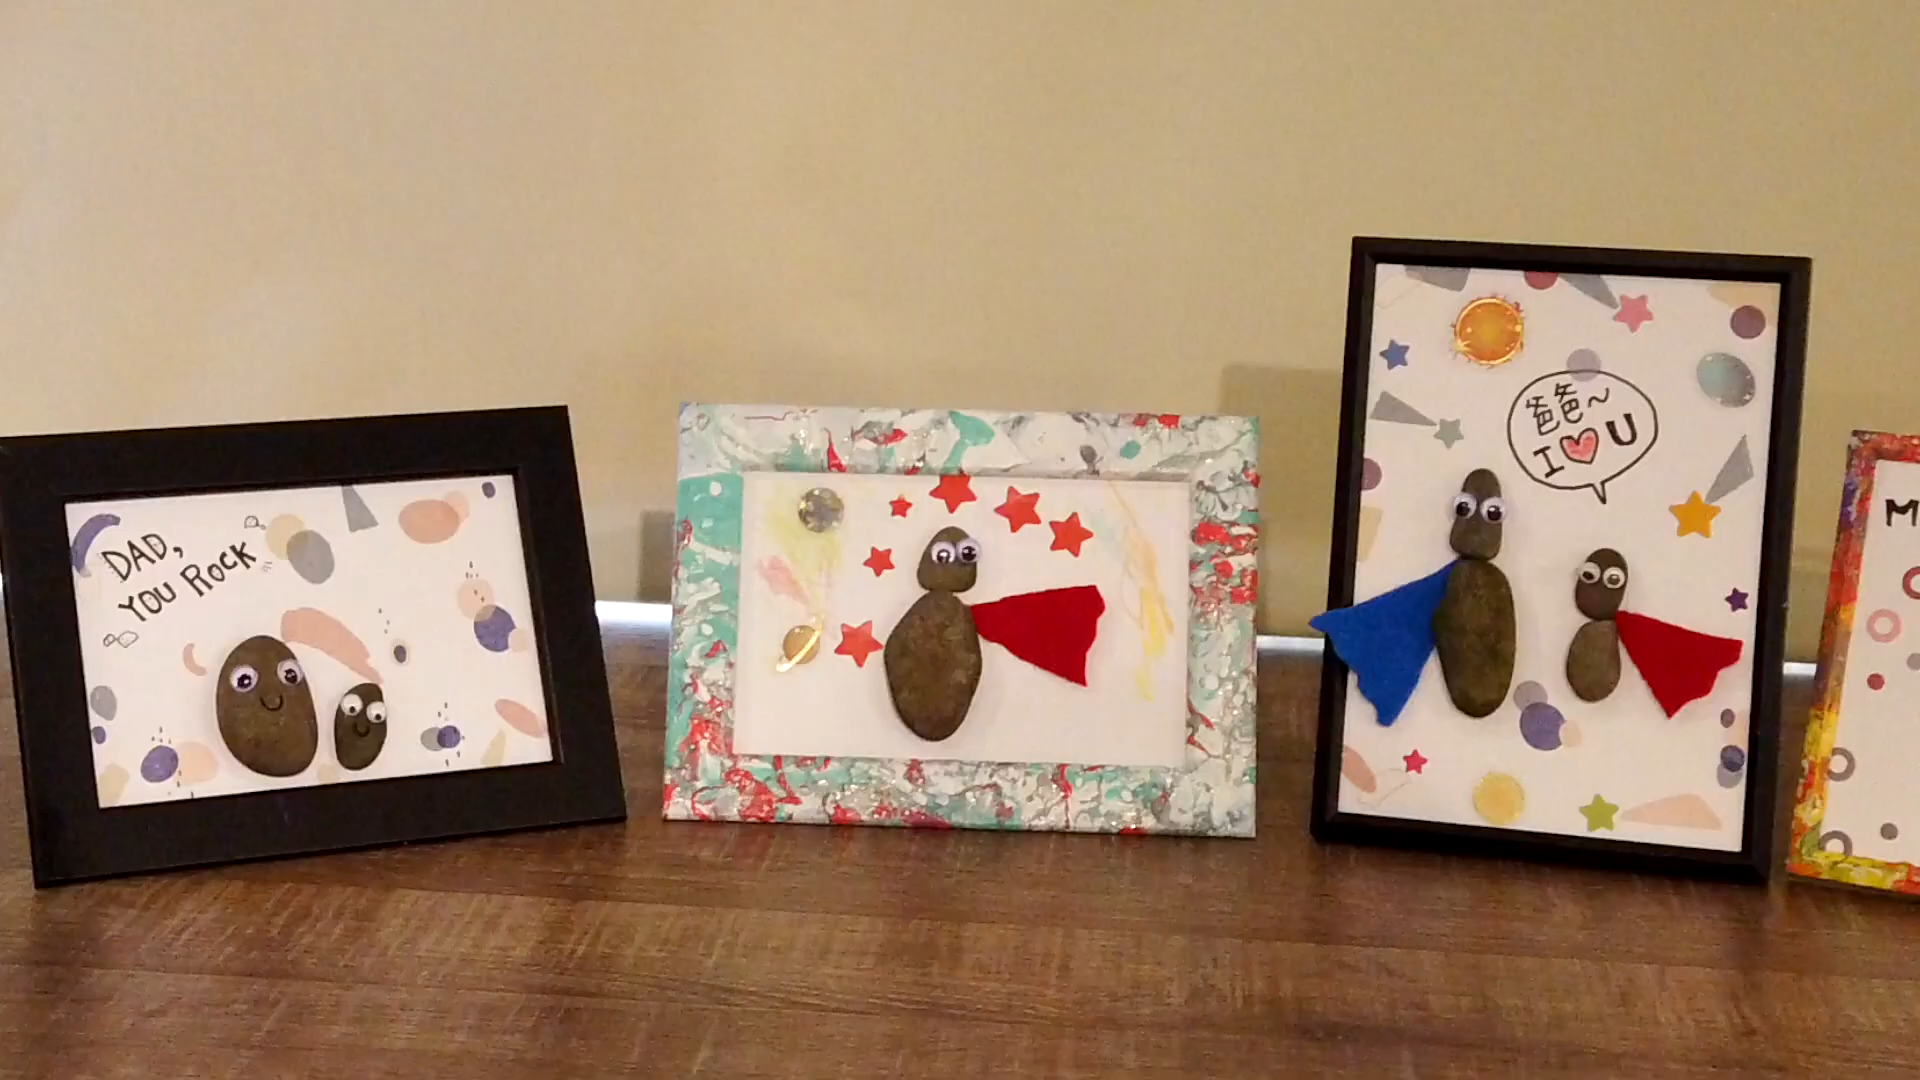 DAD,
YOU ROCK
爸爸~
I ♡ U
M